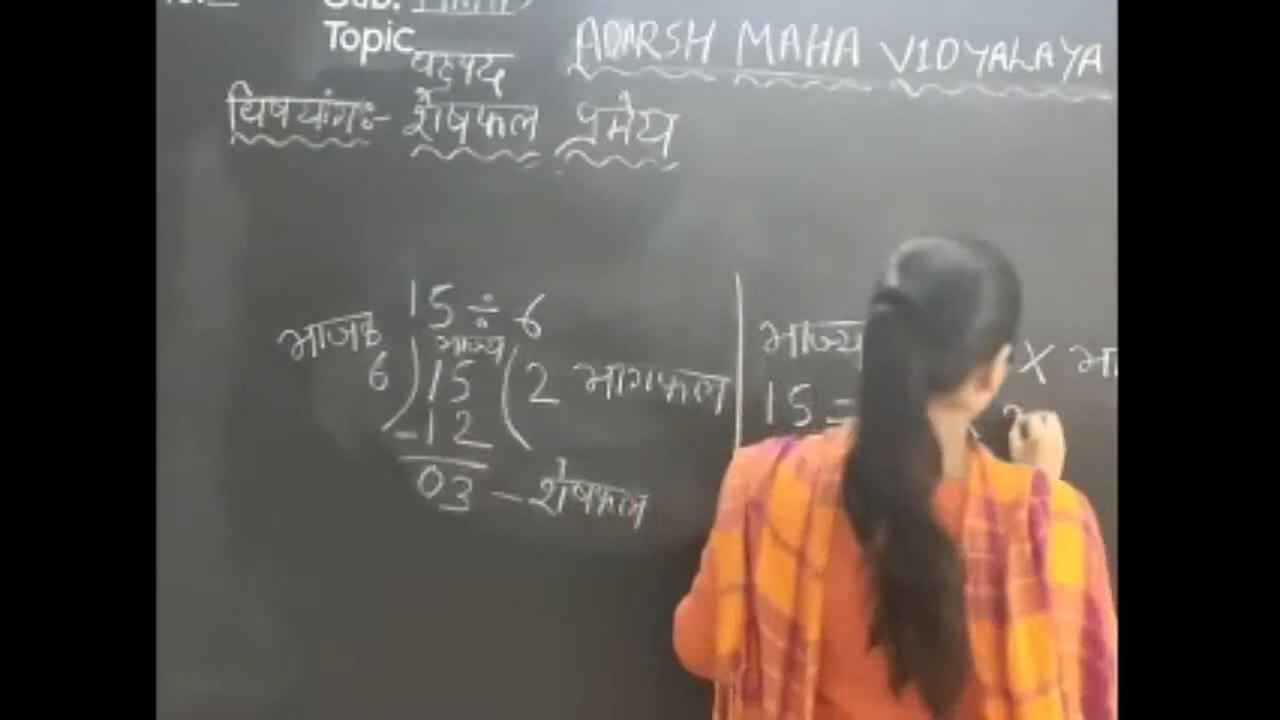 Sub.
Topic बहुपद
ADARSH MAHA VIDYALAYA
विषयांग:- शेषफल प्रमेय
15 ÷ 6
भाजक भाज्य
6 ) 15 ( 2 भागफल
-12
03 - शेषफल
भाज्य × भा
15 =